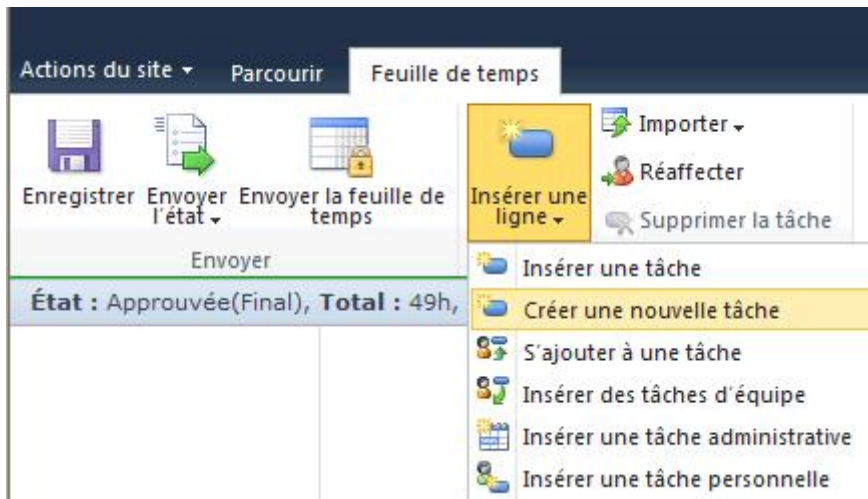 Actions du site Parcourir Feuille de temps
Enregistrer Envoyer l'état Envoyer la feuille de temps
Insérer une ligne
Importer
Réaffecter
Supprimer la tâche
Envoyer
État : Approuvée(Final), Total : 49h,
Insérer une tâche
Créer une nouvelle tâche
S'ajouter à une tâche
Insérer des tâches d'équipe
Insérer une tâche administrative
Insérer une tâche personnelle